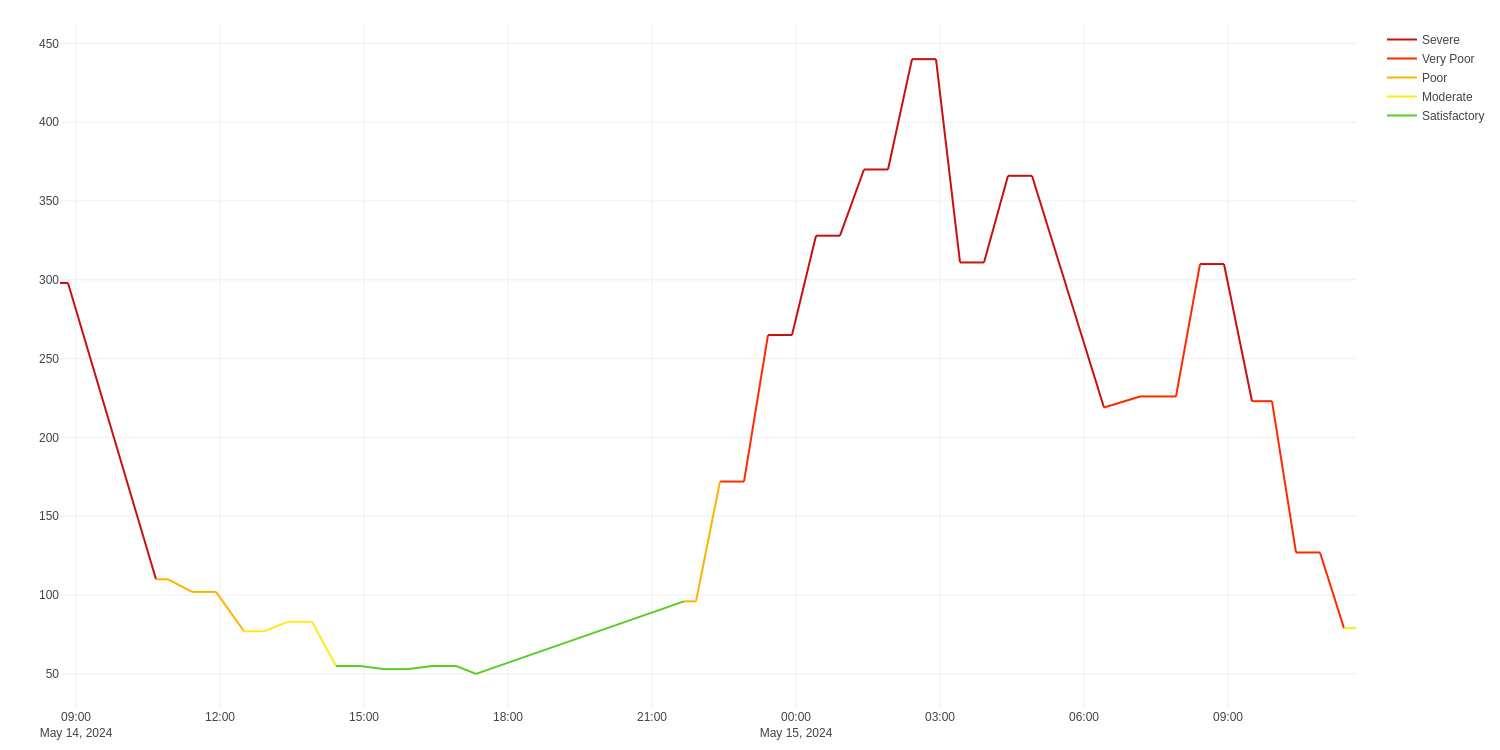 450
400
350
300
250
200
150
100
50
09:00
May 14, 2024
12:00
15:00
18:00
21:00
00:00
May 15, 2024
03:00
06:00
09:00
Severe
Very Poor
Poor
Moderate
Satisfactory